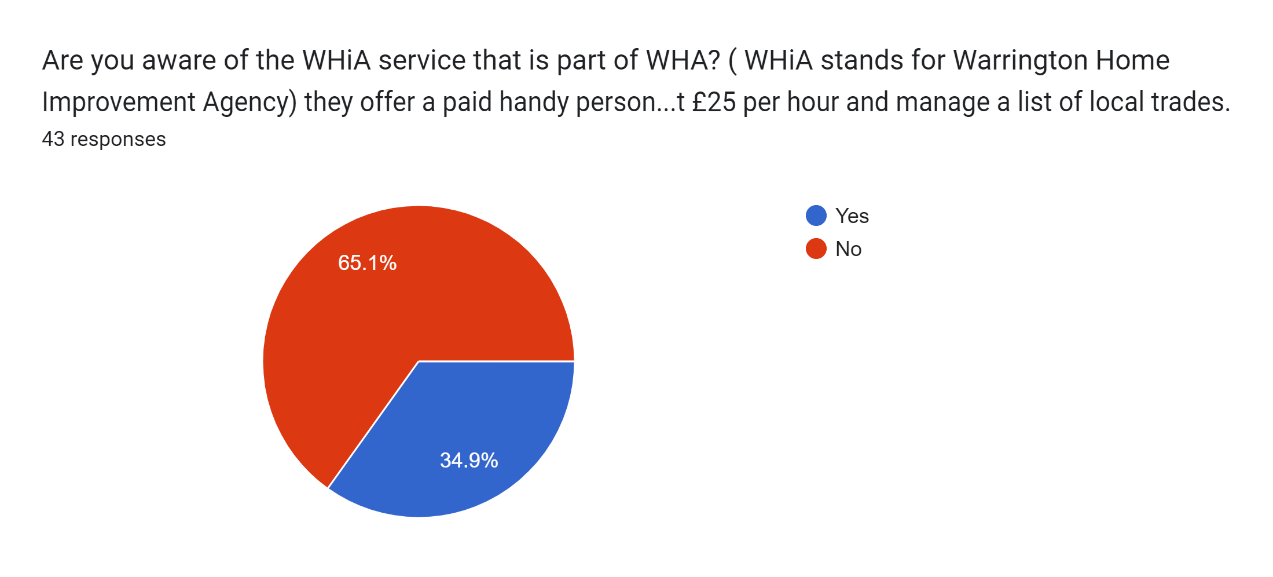 Are you aware of the WHiA service that is part of WHA? ( WHiA stands for Warrington Home
Improvement Agency) they offer a paid handy person...t £25 per hour and manage a list of local trades.
43 responses
Yes
No
65.1%
34.9%